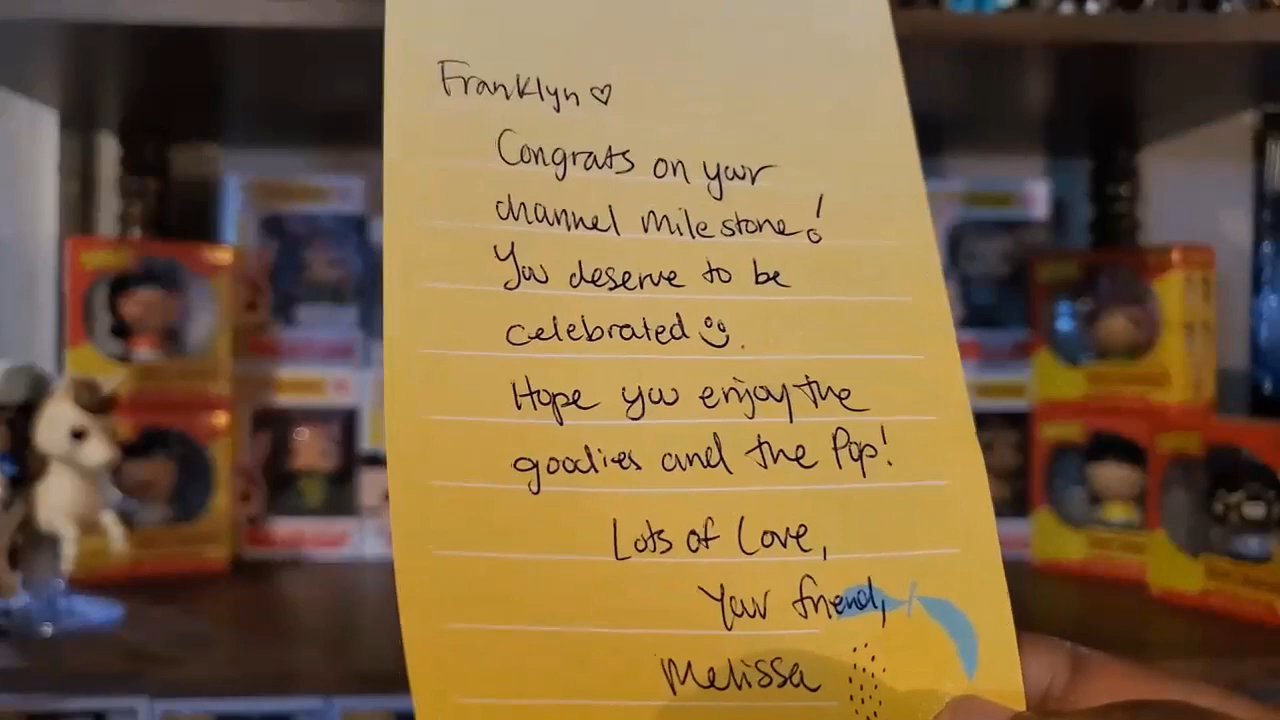 Franklyn ♡
Congrats on your
channel milestone!
You deserve to be
celebrated ☺.
Hope you enjoy the
goodies and the Pop!
Lots of Love,
Your friend,
Melissa